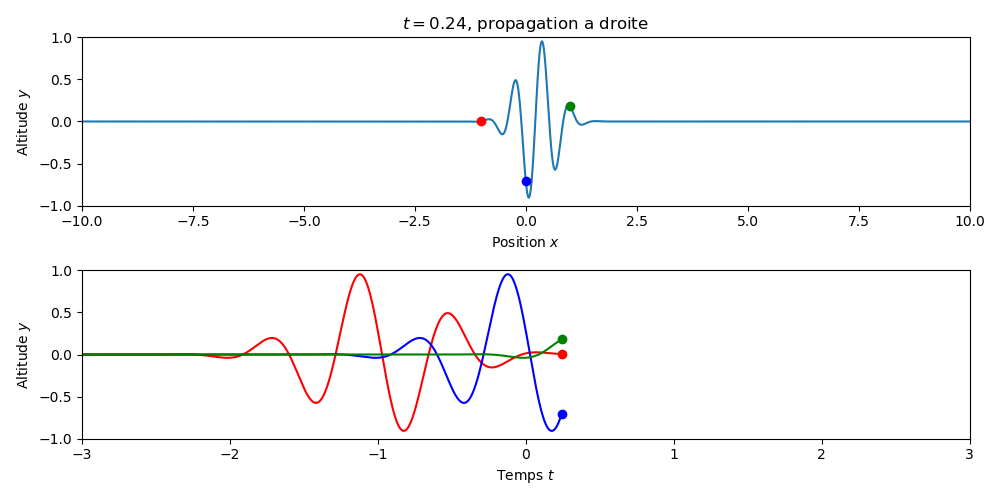 t = 0.24, propagation a droite
1.0
0.5
0.0
−0.5
−1.0
Altitude y
−10.0 −7.5 −5.0 −2.5 0.0 2.5 5.0 7.5 10.0
Position x
1.0
0.5
0.0
−0.5
−1.0
Altitude y
−3 −2 −1 0 1 2 3
Temps t